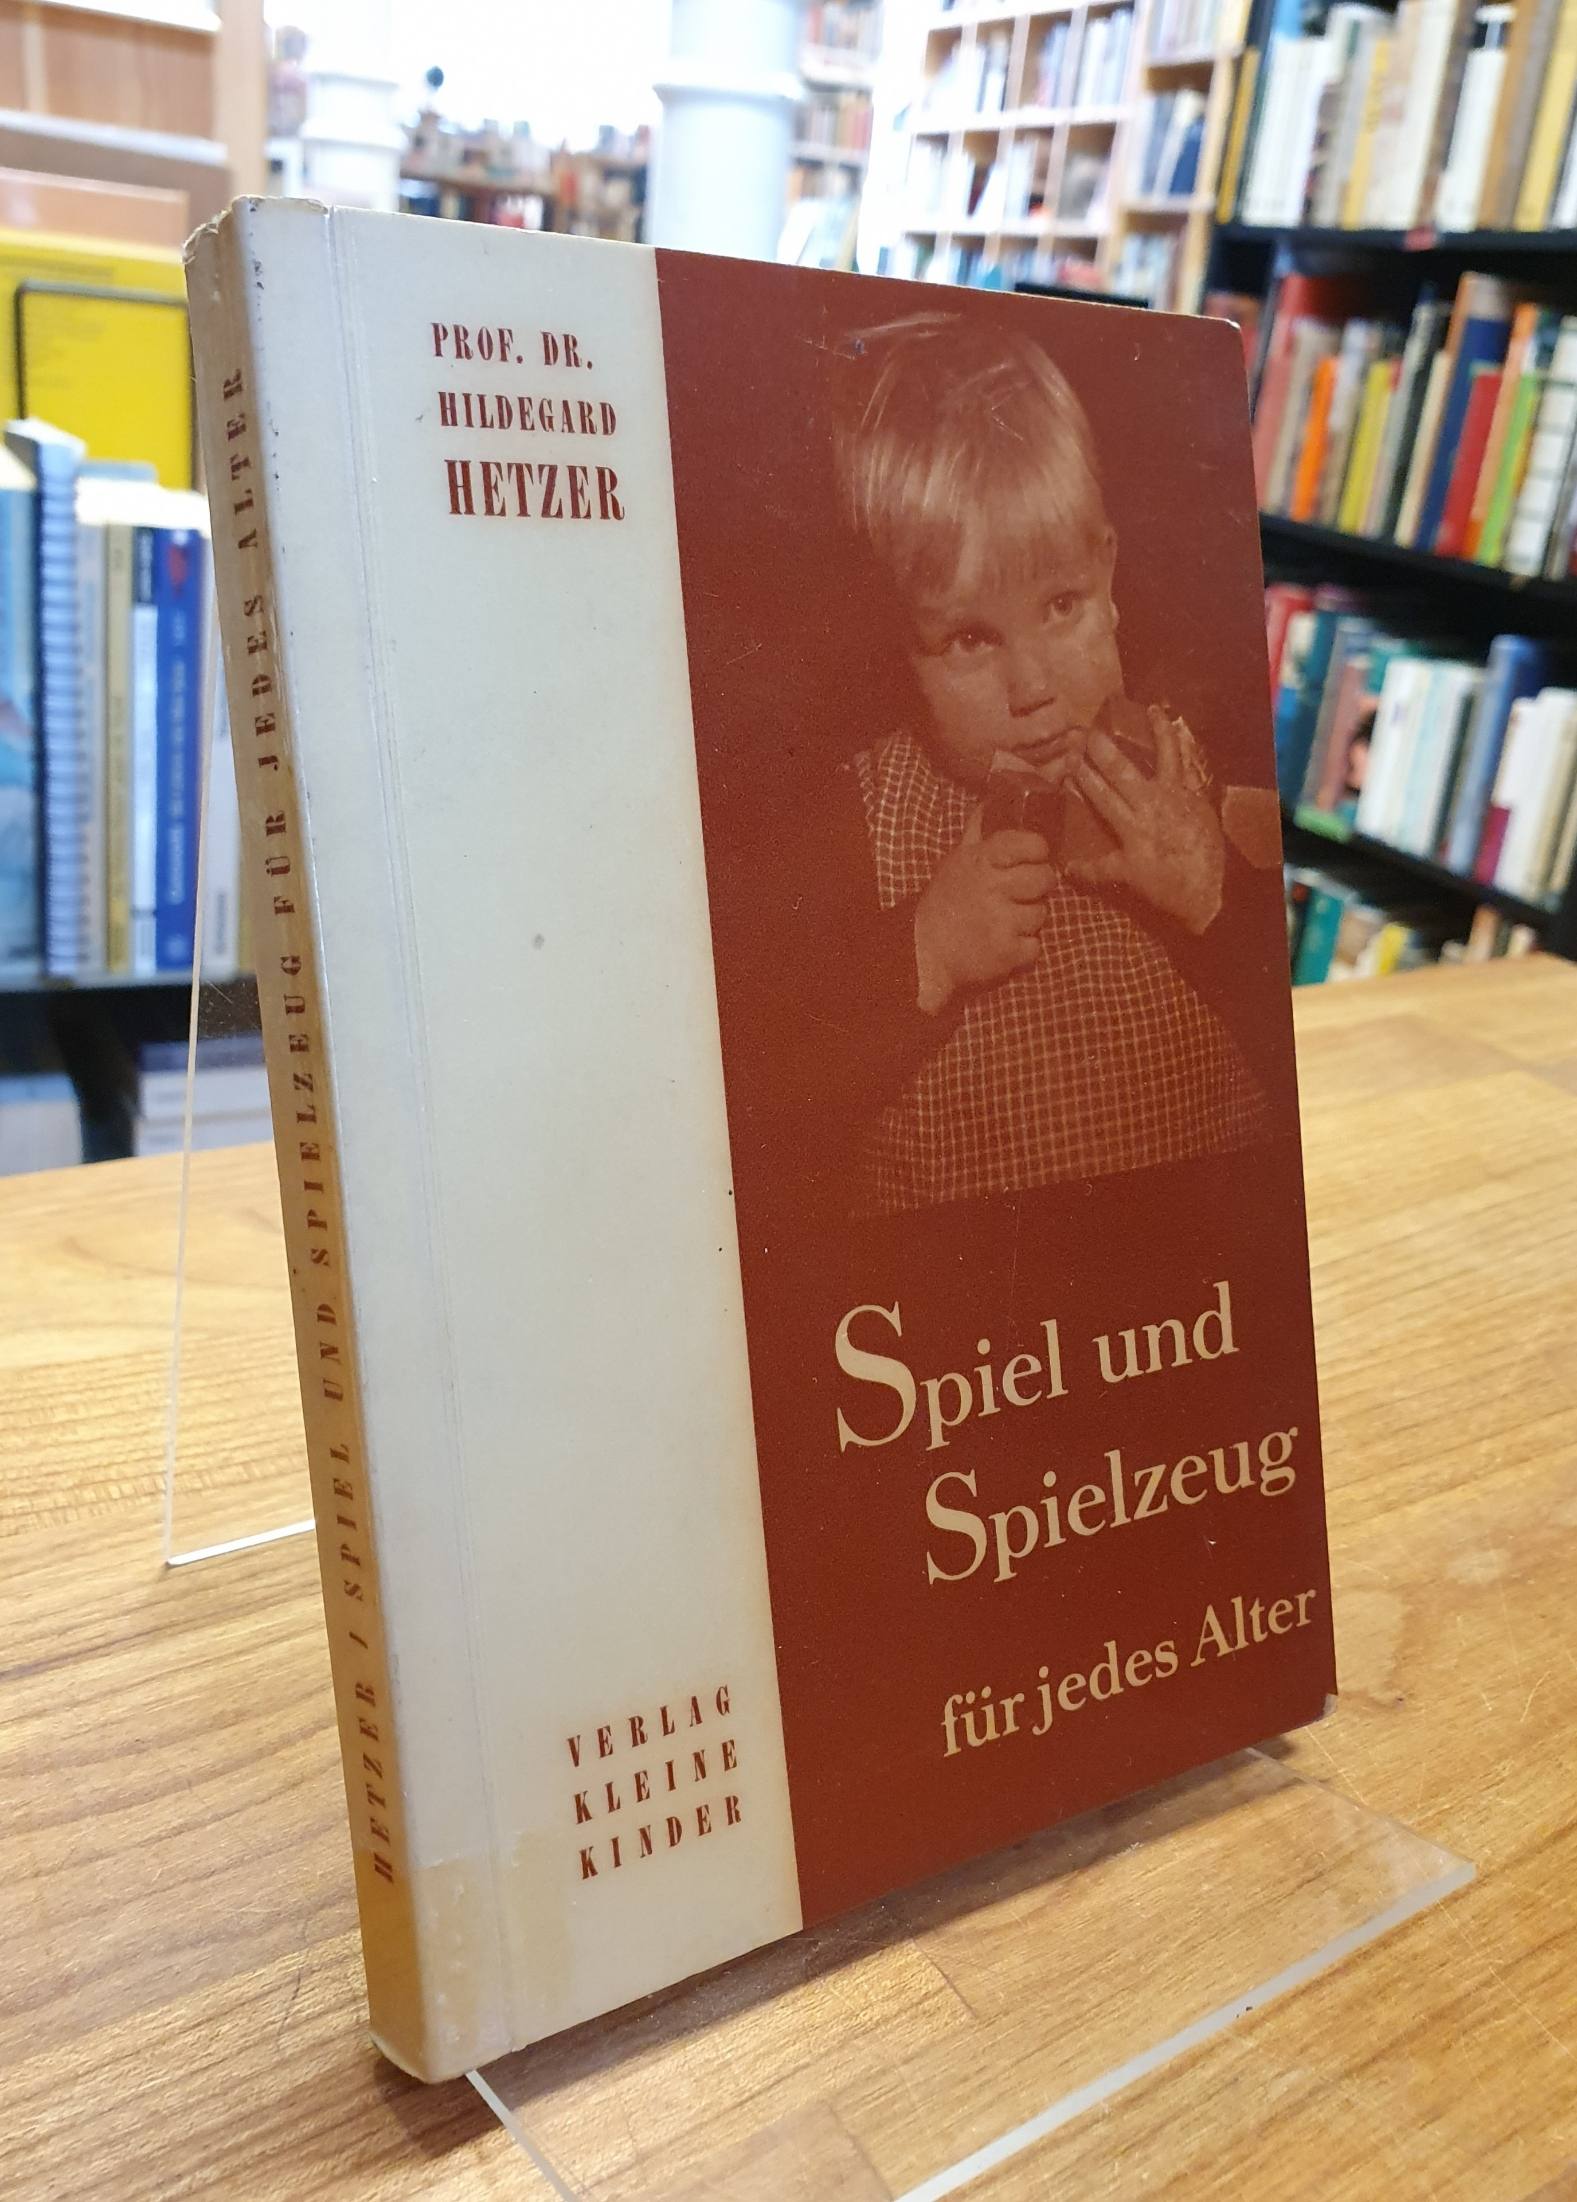 PROF. DR.
HILDEGARD
HETZER
Spiel und
Spielzeug
für jedes Alter
VERLAG
KLEINE
KINDER
HETZER / SPIEL UND SPIELZEUG FÜR JEDES ALTER